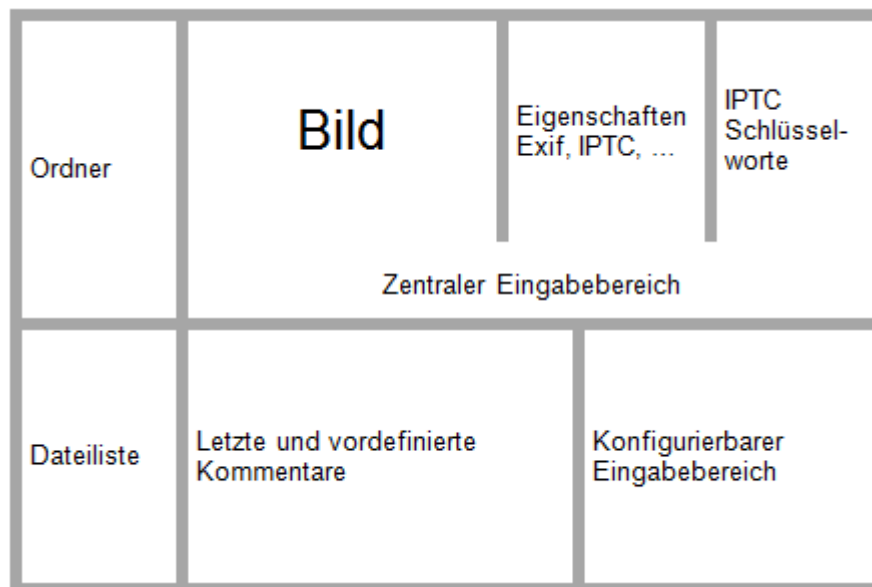 Ordner
Bild
Eigenschaften
Exif, IPTC, ...
IPTC
Schlüssel-
worte
Zentraler Eingabebereich
Dateiliste
Letzte und vordefinierte
Kommentare
Konfigurierbarer
Eingabebereich